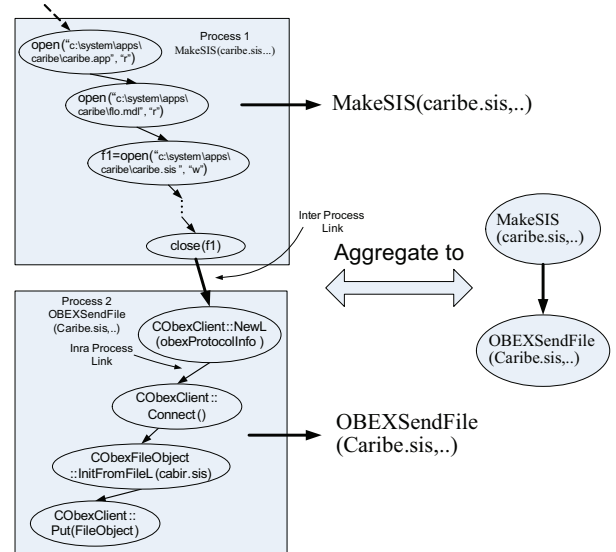 Process 1
MakeSIS(caribe.sis...)
open("c:\system\apps\
caribe\caribe.app", "r")
open("c:\system\apps\
caribe\flo.mdl", "r")
f1=open("c:\system\apps\
caribe\caribe.sis ", "w")
close(f1)
MakeSIS(caribe.sis,..)
Inter Process
Link
Process 2
OBEXSendFile
(Caribe.sis,..)
CObexClient::NewL
(obexProtocolInfo )
Inra Process
Link
CObexClient ::
Connect ()
CObexFileObject
::InitFromFileL (cabir.sis)
CObexClient ::
Put(FileObject)
OBEXSendFile
(Caribe.sis,..)
Aggregate to
MakeSIS
(caribe.sis,..)
OBEXSendFile
(Caribe.sis,..)